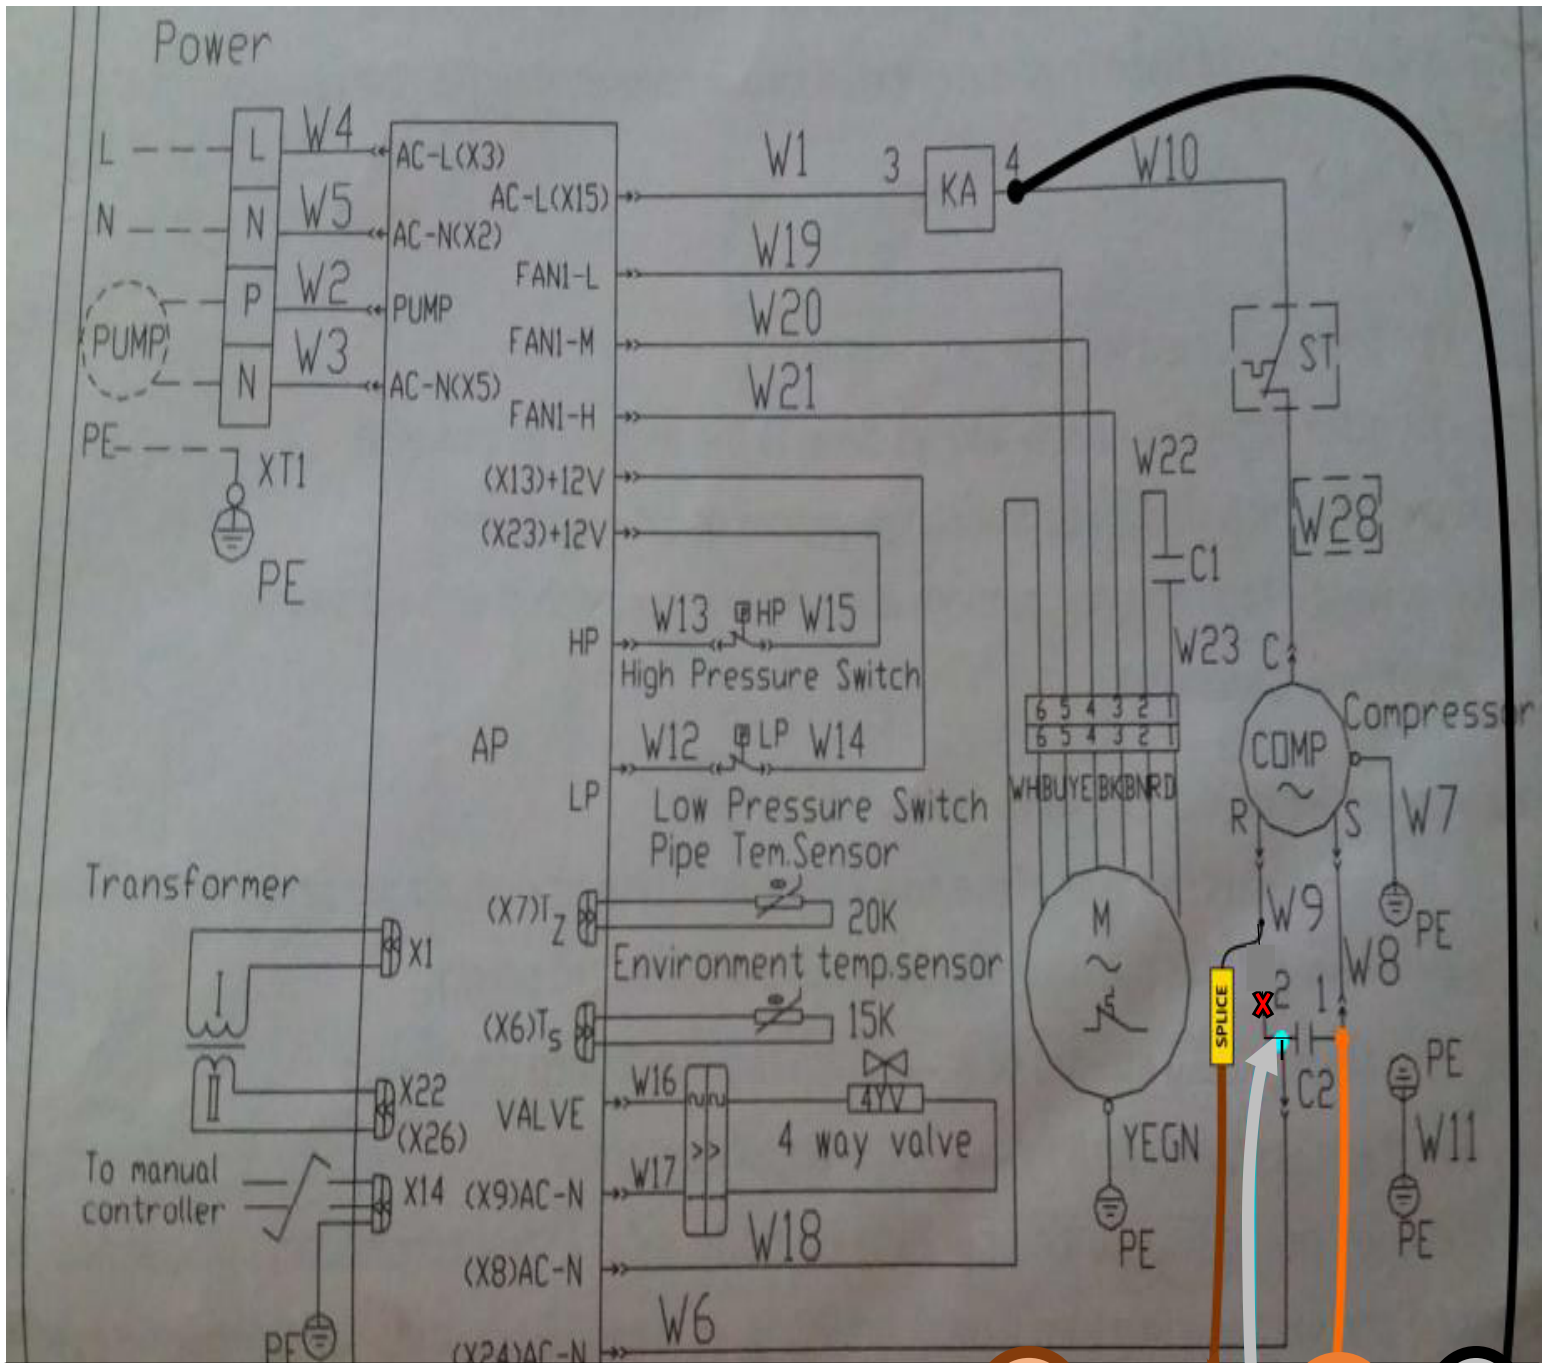 Power
L
L
W4
AC-L(X3)
N
N
W5
AC-N(X2)
P
W2
PUMP
PUMP
N
W3
AC-N(X5)
PE
XT1
PE
AC-L(X15)
W1
3
KA
4
W10
FAN1-L
W19
FAN1-M
W20
FAN1-H
W21
ST
(X13)+12V
W22
(X23)+12V
W28
C1
HP
W13
HP
W15
High Pressure Switch
W23
C
AP
LP
W12
LP
W14
Low Pressure Switch
6 5 4 3 2 1
6 5 4 3 2 1
WH BU YE BK BN RD
Compressor
COMP
~
R
S
W7
PE
Pipe Tem.Sensor
(X7)TZ
20K
Environment temp.sensor
(X6)TS
15K
M
~
W9
W8
SPLICE
X
2
1
C2
PE
W11
PE
Transformer
I
X1
II
X22
(X26)
To manual
controller
X14
PE
VALVE
W16
4YV
4 way valve
(X9)AC-N
W17
>>
YEGN
PE
(X8)AC-N
W18
(X24)AC-N
W6